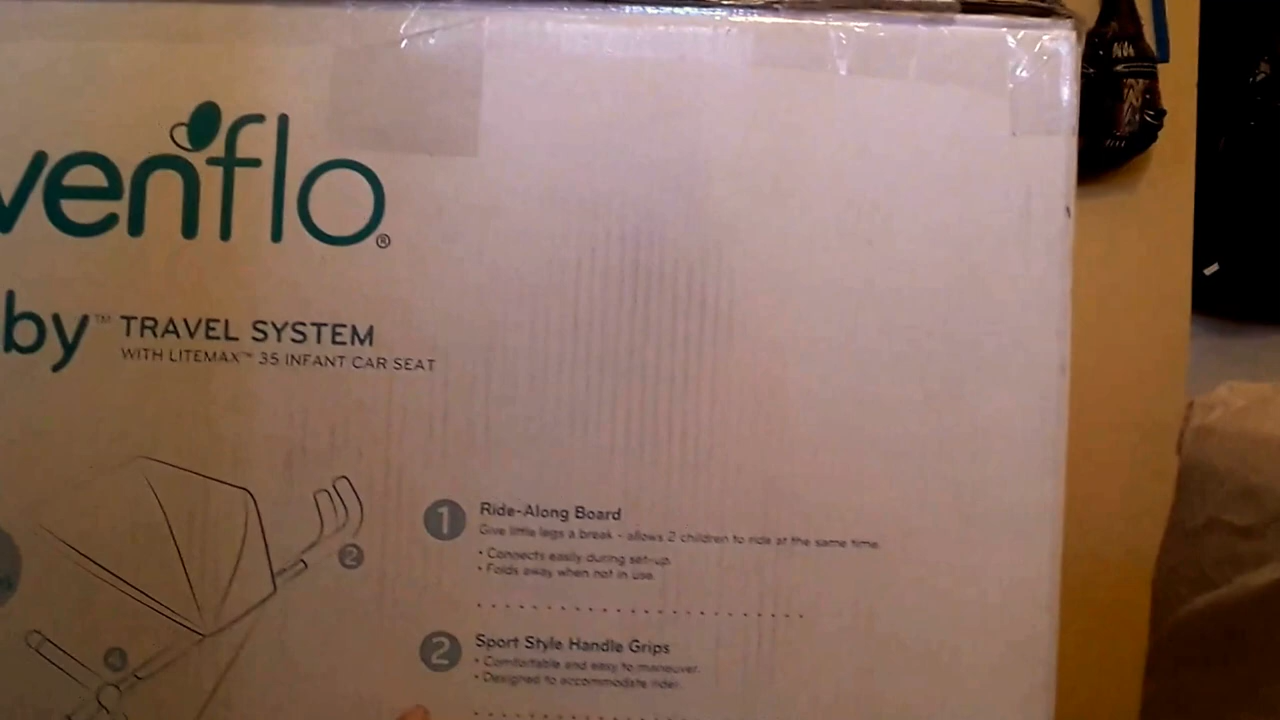 venflo®
by™ TRAVEL SYSTEM
WITH LITEMAX™ 35 INFANT CAR SEAT
1 Ride-Along Board
Give little legs a break - allows 2 children to ride at the same time.
• Connects easily during set-up.
• Folds away when not in use.
2
2 Sport Style Handle Grips
• Comfortable and easy to maneuver.
• Designed to accommodate rider.
4